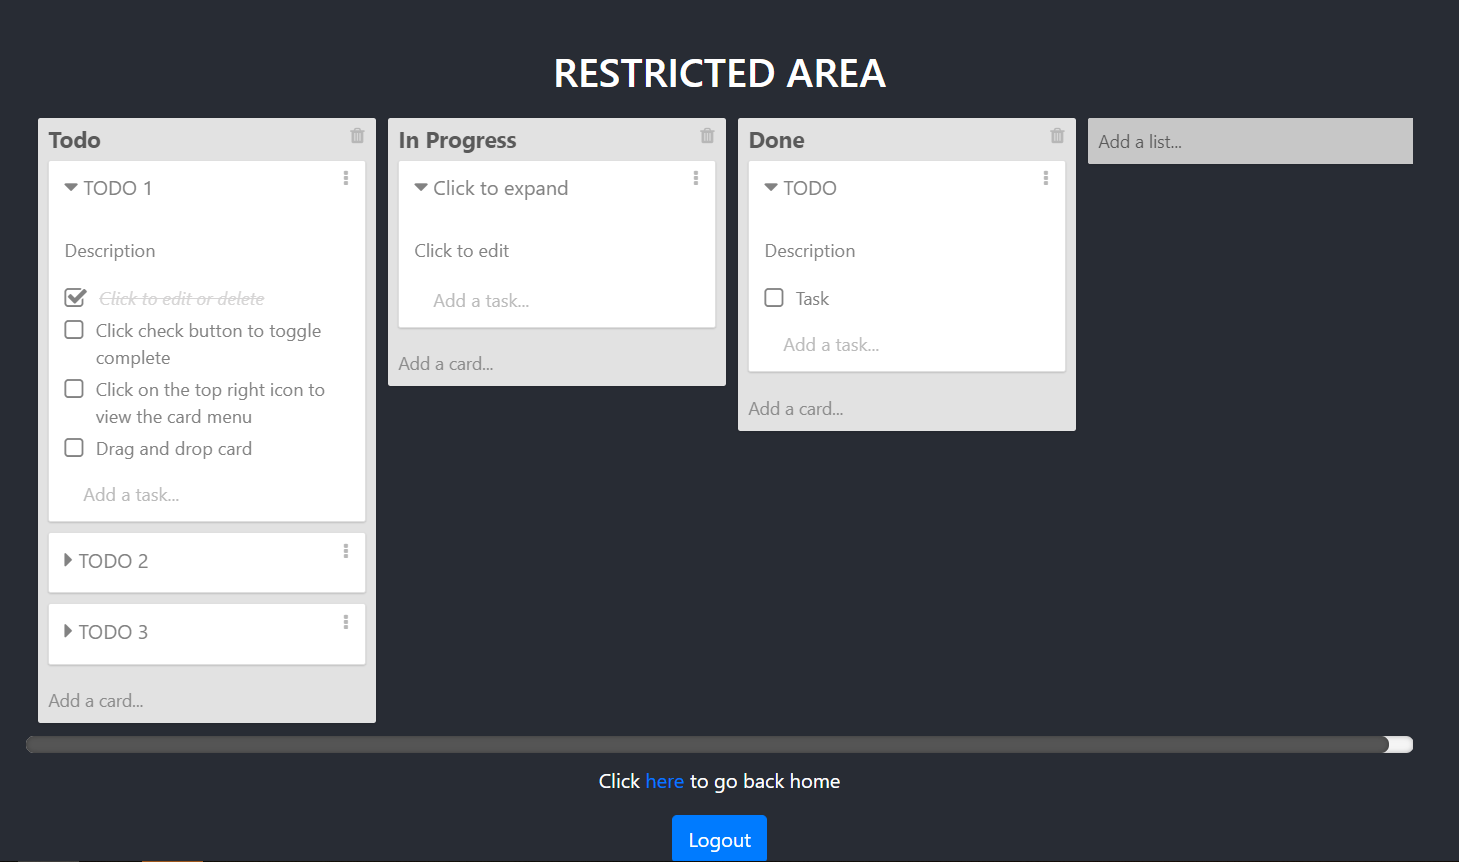 RESTRICTED AREA
Todo
TODO 1
Description
Click to edit or delete
Click check button to toggle
complete
Click on the top right icon to
view the card menu
Drag and drop card
Add a task...
TODO 2
TODO 3
Add a card...
In Progress
Click to expand
Click to edit
Add a task...
Add a card...
Done
TODO
Description
Task
Add a task...
Add a card...
Add a list...
Click here to go back home
Logout